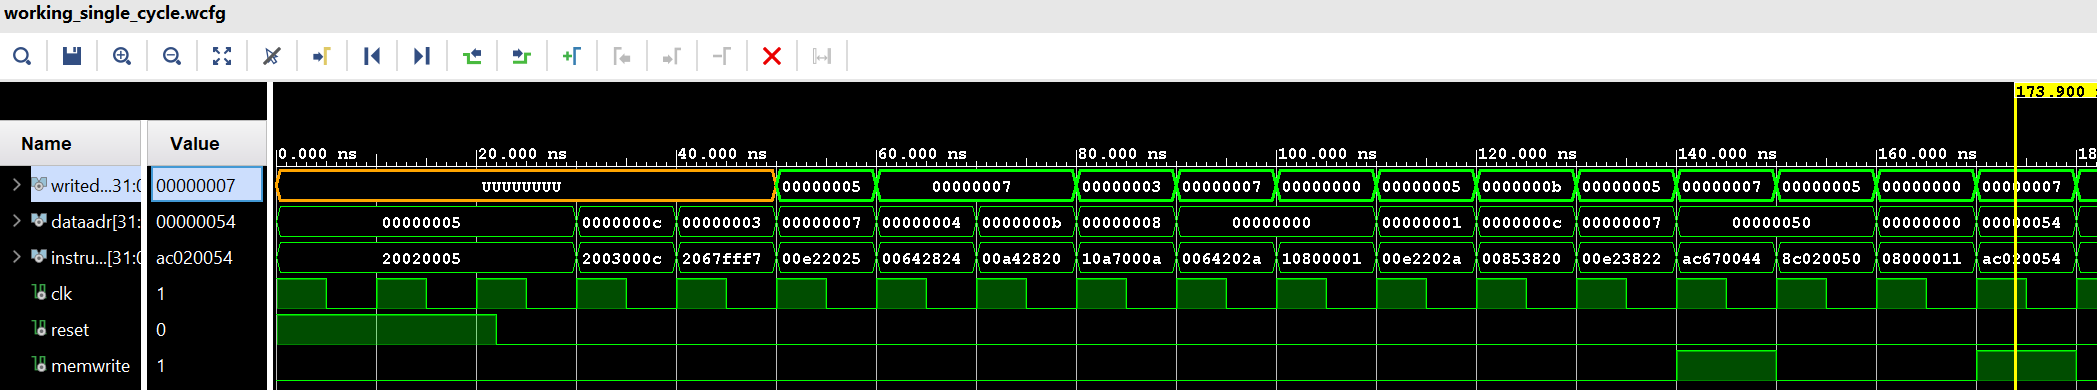 working_single_cycle.wcfg
Name Value
173.900
0.000 ns 20.000 ns 40.000 ns 60.000 ns 80.000 ns 100.000 ns 120.000 ns 140.000 ns 160.000 ns 18
writed...31:0 00000007 UUUUUUUU 00000005 00000007 00000003 00000007 00000000 00000005 0000000b 00000005 00000007 00000005 00000000 00000007
dataadr[31: 00000054 00000005 0000000c 00000003 00000007 00000004 0000000b 00000008 00000000 00000001 0000000c 00000007 00000050 00000000 00000054
instru...[31:0 ac020054 20020005 2003000c 2067fff7 00e22025 00642824 00a42820 10a7000a 0064202a 10800001 00e2202a 00853820 00e23822 ac670044 8c020050 08000011 ac020054
clk 1
reset 0
memwrite 1